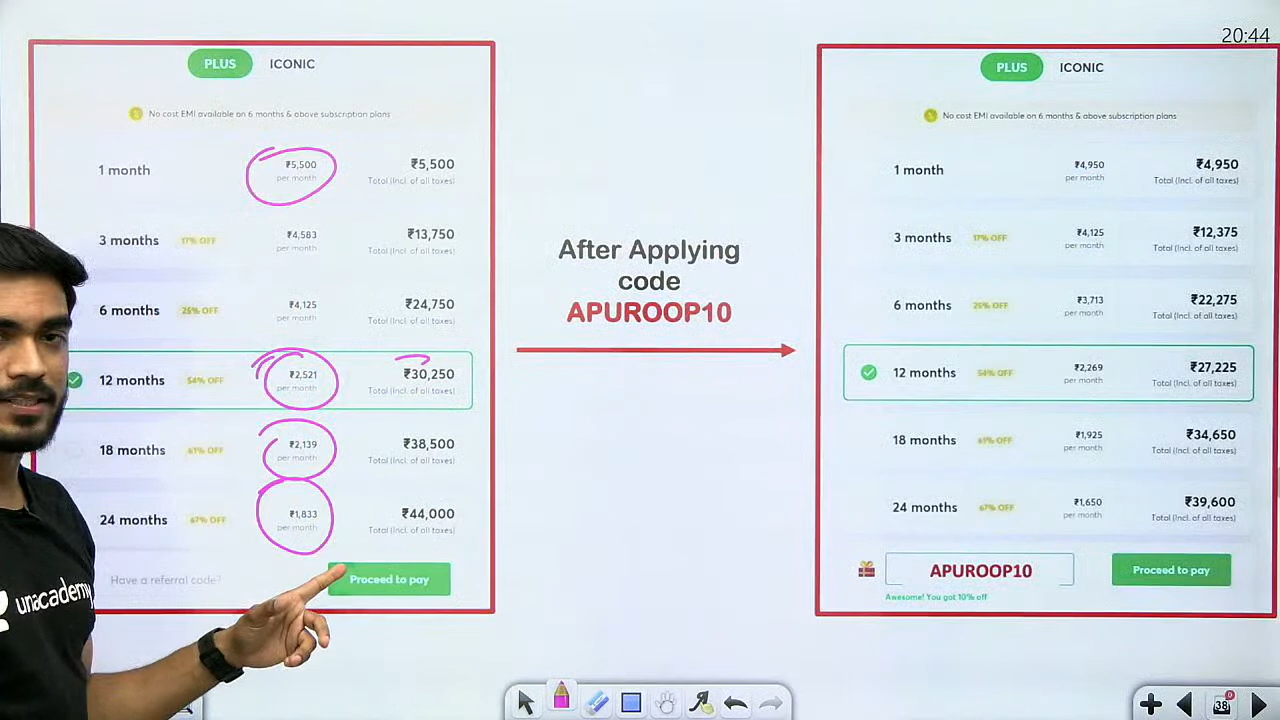 20:44
PLUS
ICONIC
No cost EMI available on 6 months & above subscription plans
1 month
₹5,500
per month
₹5,500
Total (Incl. of all taxes)
3 months
17% OFF
₹4,583
per month
₹13,750
Total (Incl. of all taxes)
6 months
25% OFF
₹4,125
per month
₹24,750
Total (Incl. of all taxes)
12 months
54% OFF
₹2,521
per month
₹30,250
Total (Incl. of all taxes)
18 months
61% OFF
₹2,139
per month
₹38,500
Total (Incl. of all taxes)
24 months
67% OFF
₹1,833
per month
₹44,000
Total (Incl. of all taxes)
Have a referral code?
Proceed to pay
After Applying
code
APUROOP10
PLUS
ICONIC
No cost EMI available on 6 months & above subscription plans
1 month
₹4,950
per month
₹4,950
Total (Incl. of all taxes)
3 months
17% OFF
₹4,125
per month
₹12,375
Total (Incl. of all taxes)
6 months
25% OFF
₹3,713
per month
₹22,275
Total (Incl. of all taxes)
12 months
54% OFF
₹2,269
per month
₹27,225
Total (Incl. of all taxes)
18 months
61% OFF
₹1,925
per month
₹34,650
Total (Incl. of all taxes)
24 months
67% OFF
₹1,650
per month
₹39,600
Total (Incl. of all taxes)
APUROOP10
Proceed to pay
Awesome! You got 10% off
unacademy
38
0